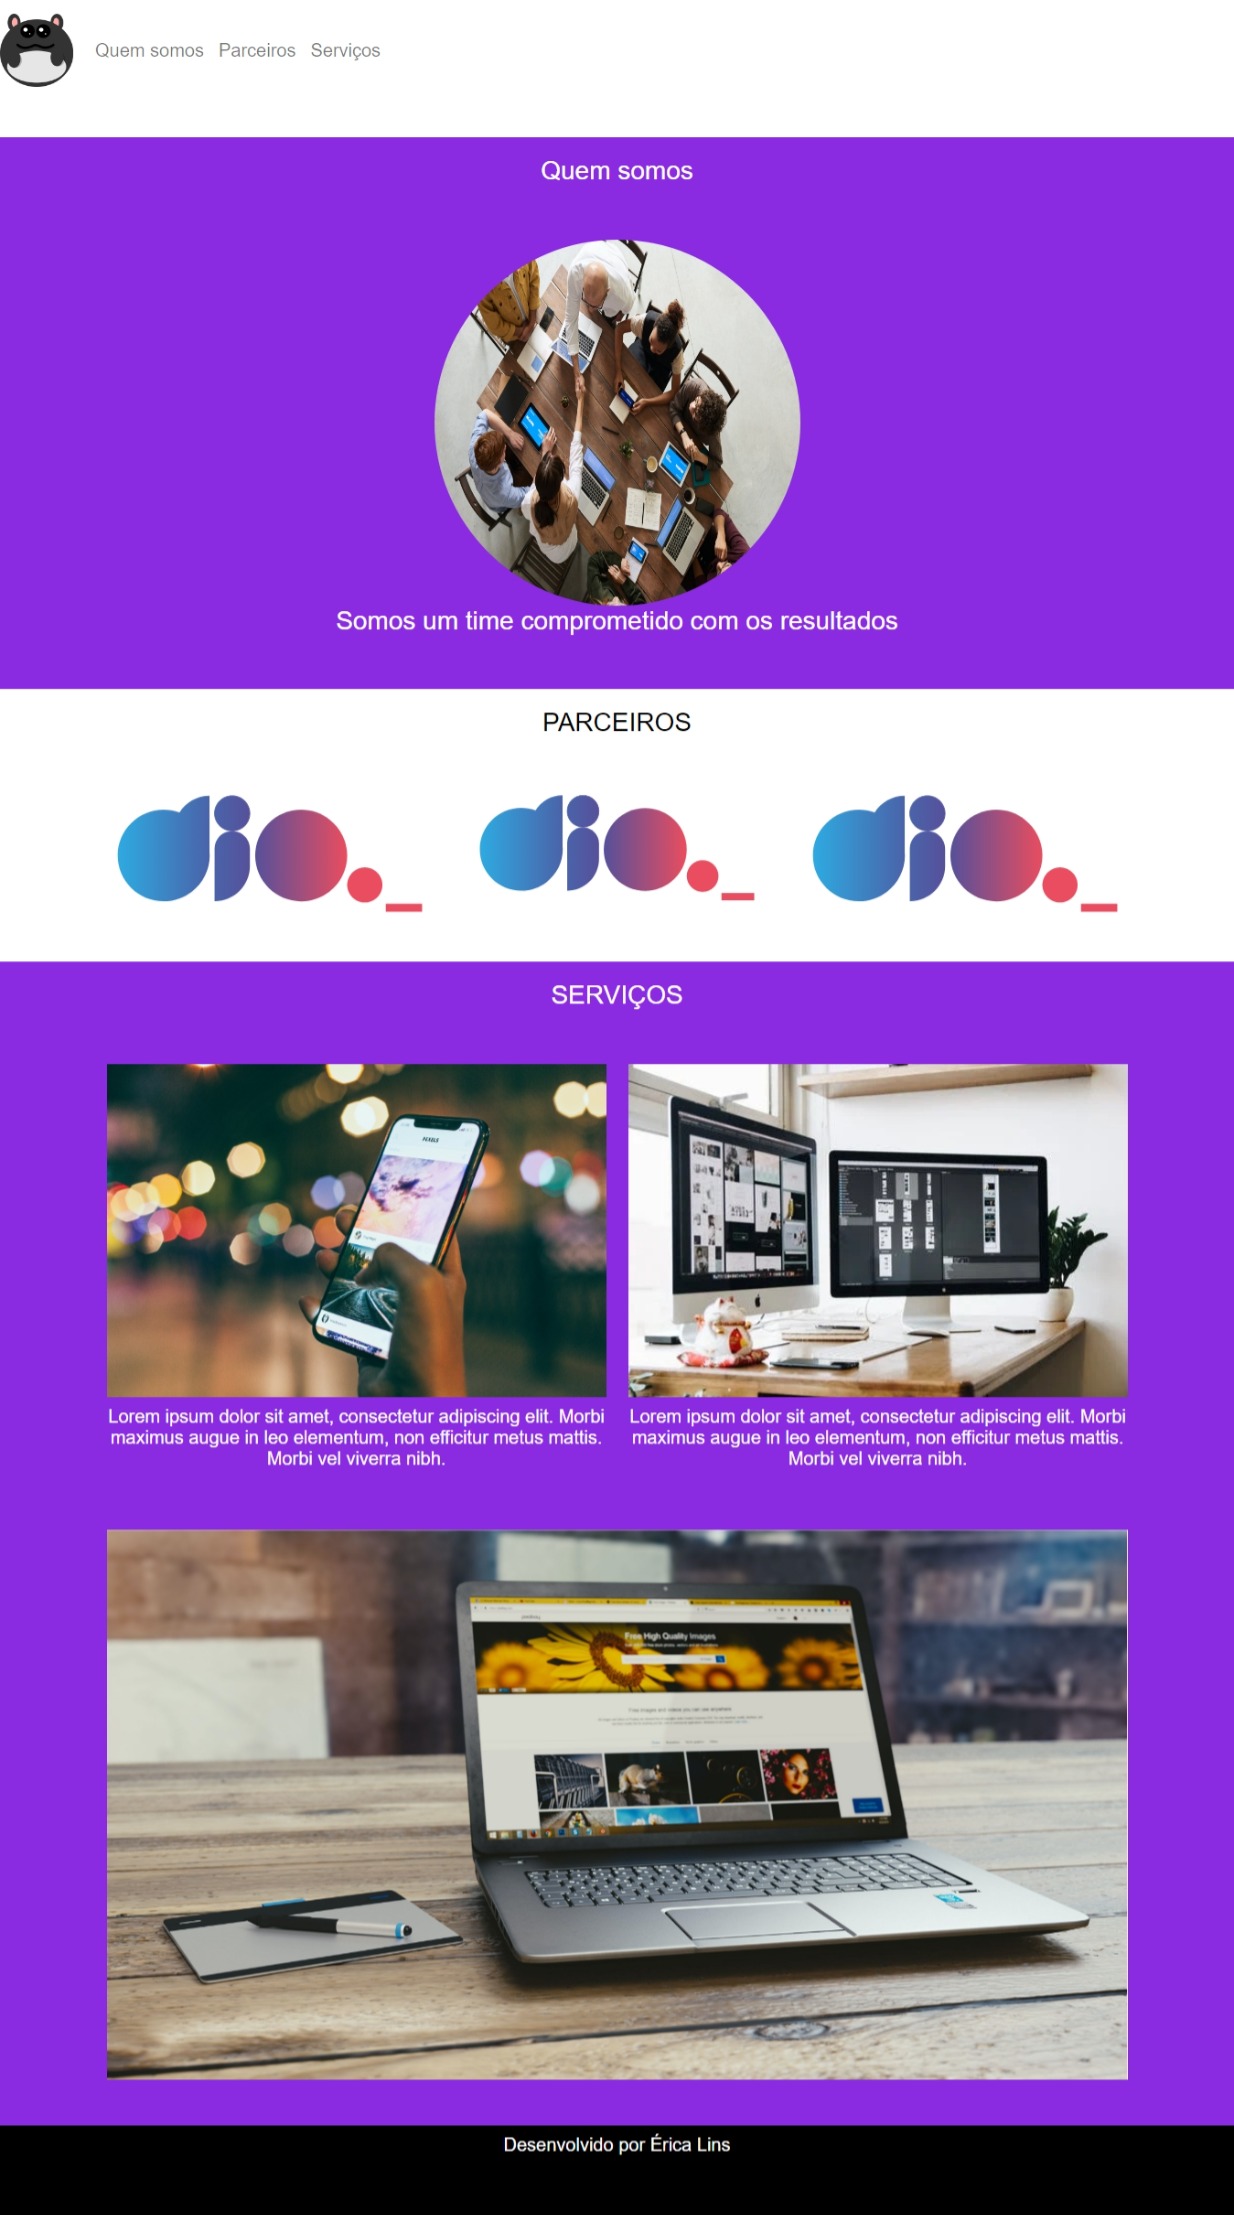 Quem somos Parceiros Serviços
Quem somos
Somos um time comprometido com os resultados
PARCEIROS
dio._ dio._ dio._
SERVIÇOS
Lorem ipsum dolor sit amet, consectetur adipiscing elit. Morbi
maximus augue in leo elementum, non efficitur metus mattis.
Morbi vel viverra nibh.
Lorem ipsum dolor sit amet, consectetur adipiscing elit. Morbi
maximus augue in leo elementum, non efficitur metus mattis.
Morbi vel viverra nibh.
Free High Quality Images
Desenvolvido por Érica Lins